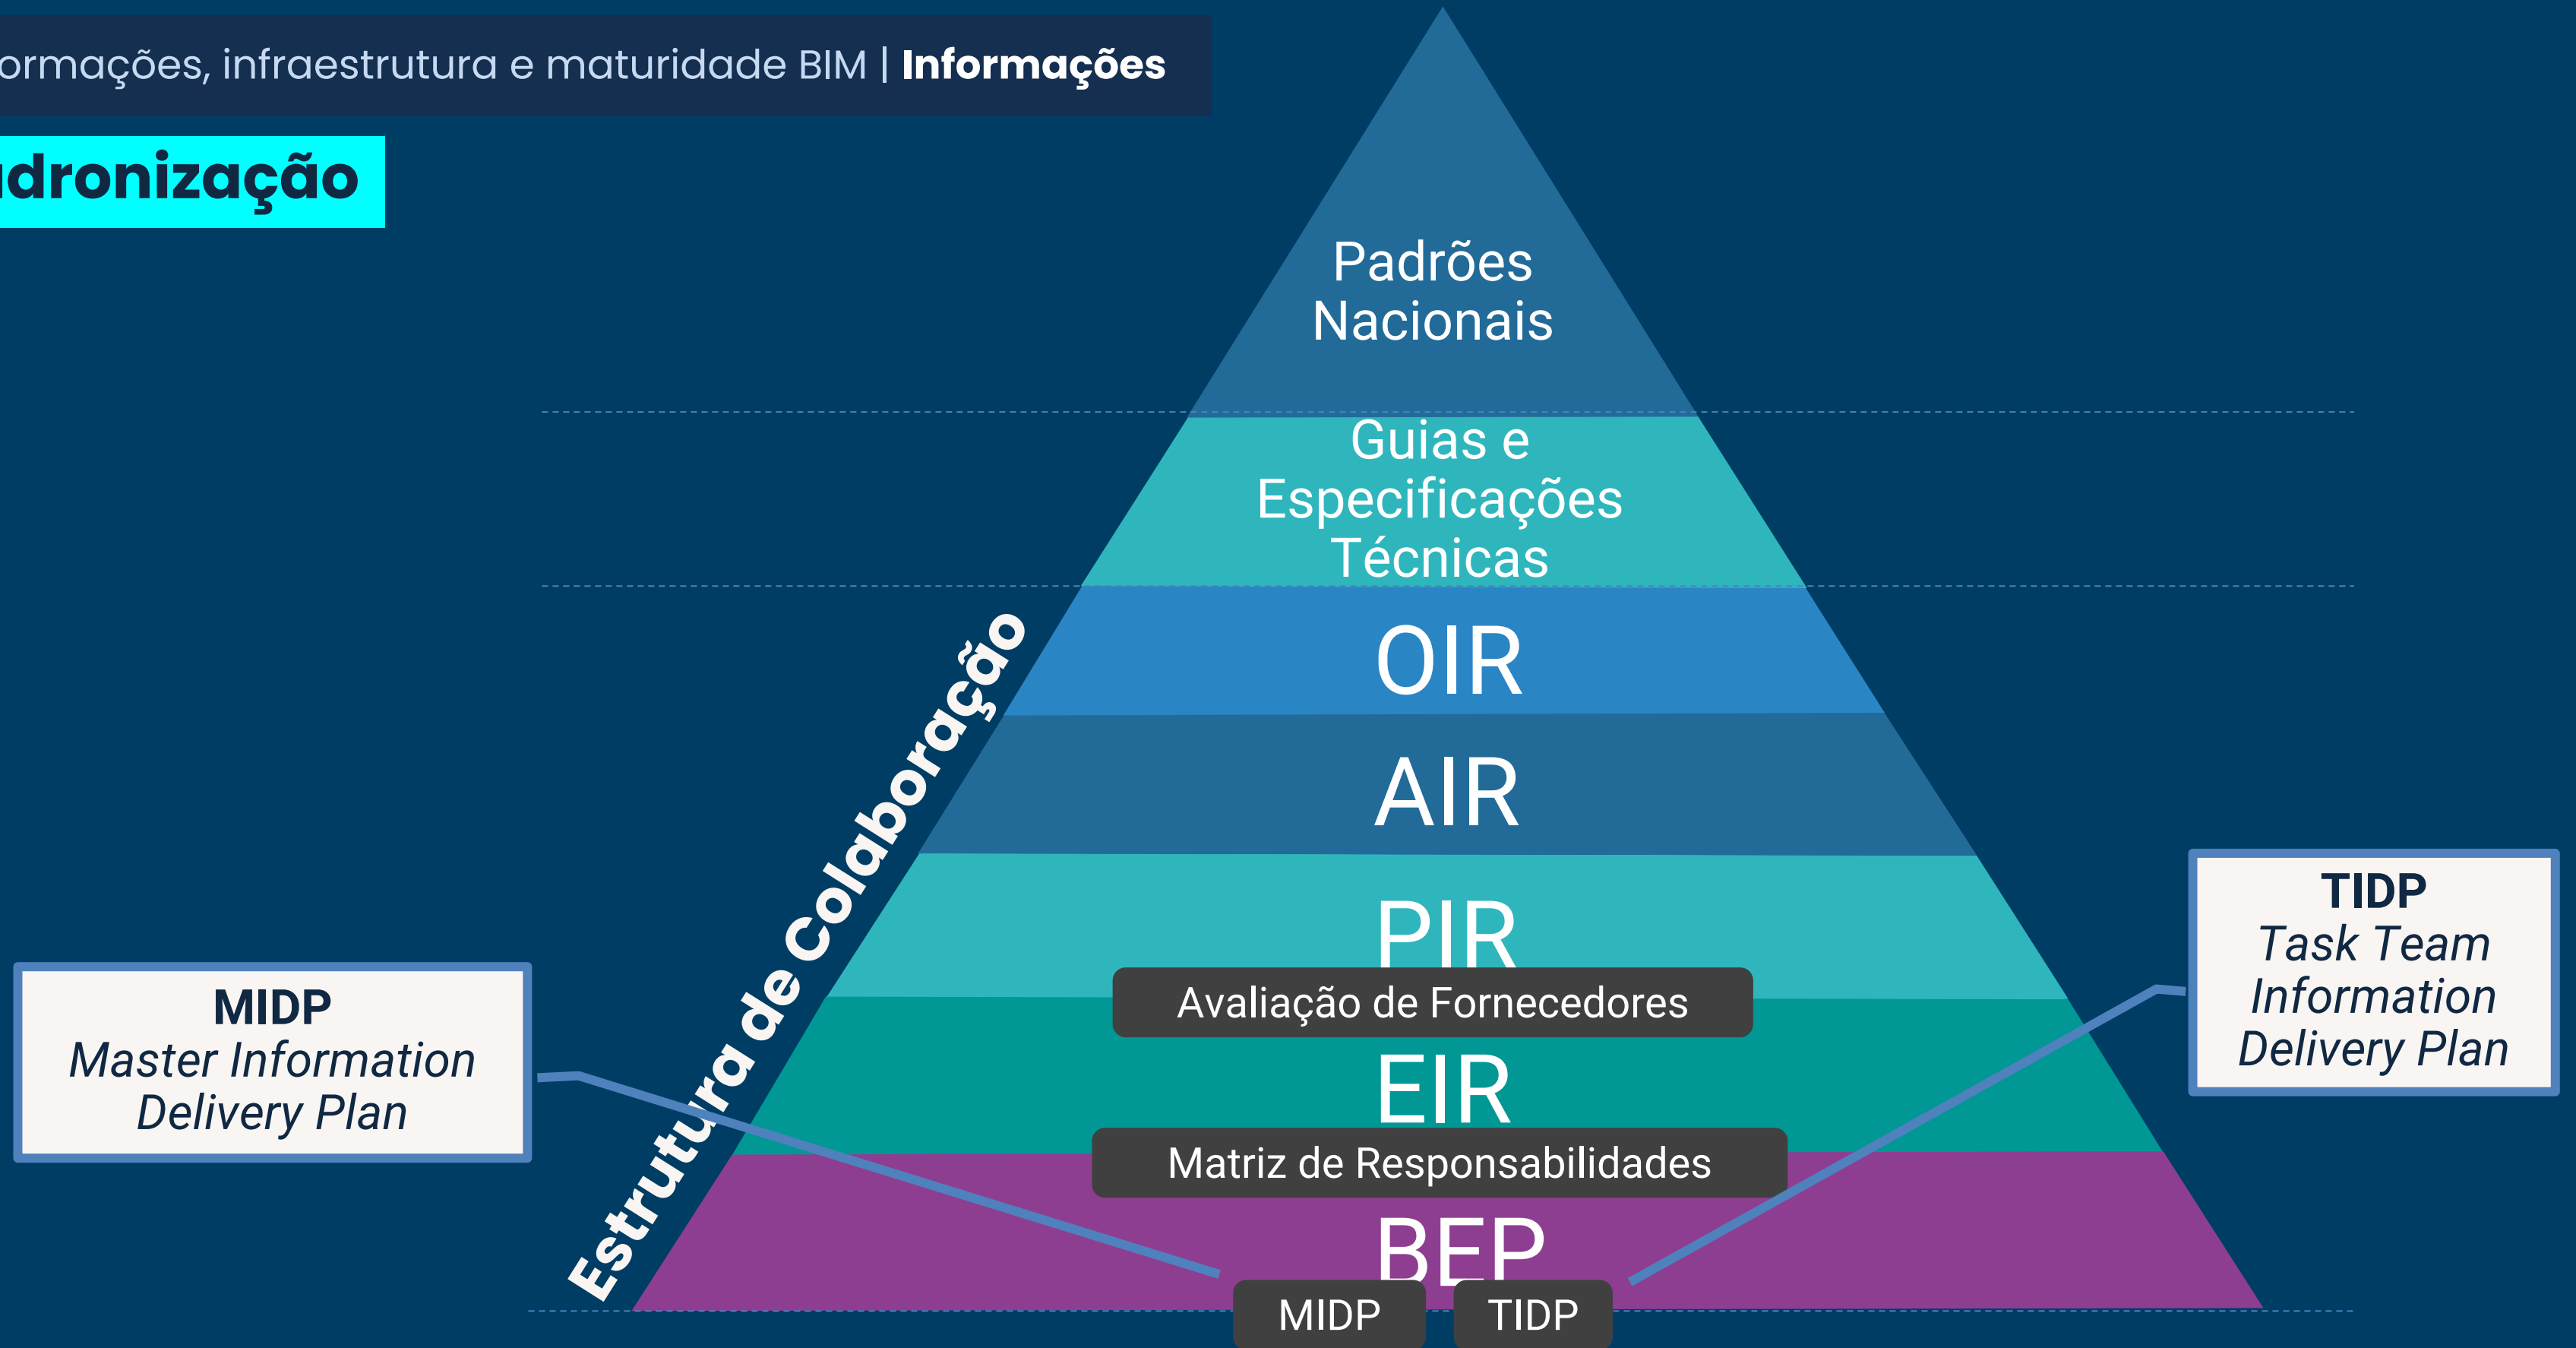 ormações, infraestrutura e maturidade BIM | Informações
adronização
Padrões
Nacionais
Guias e
Especificações
Técnicas
OIR
AIR
PIR
Avaliação de Fornecedores
EIR
Matriz de Responsabilidades
BEP
MIDP TIDP
Estrutura de Colaboração
MIDP
Master Information
Delivery Plan
TIDP
Task Team
Information
Delivery Plan